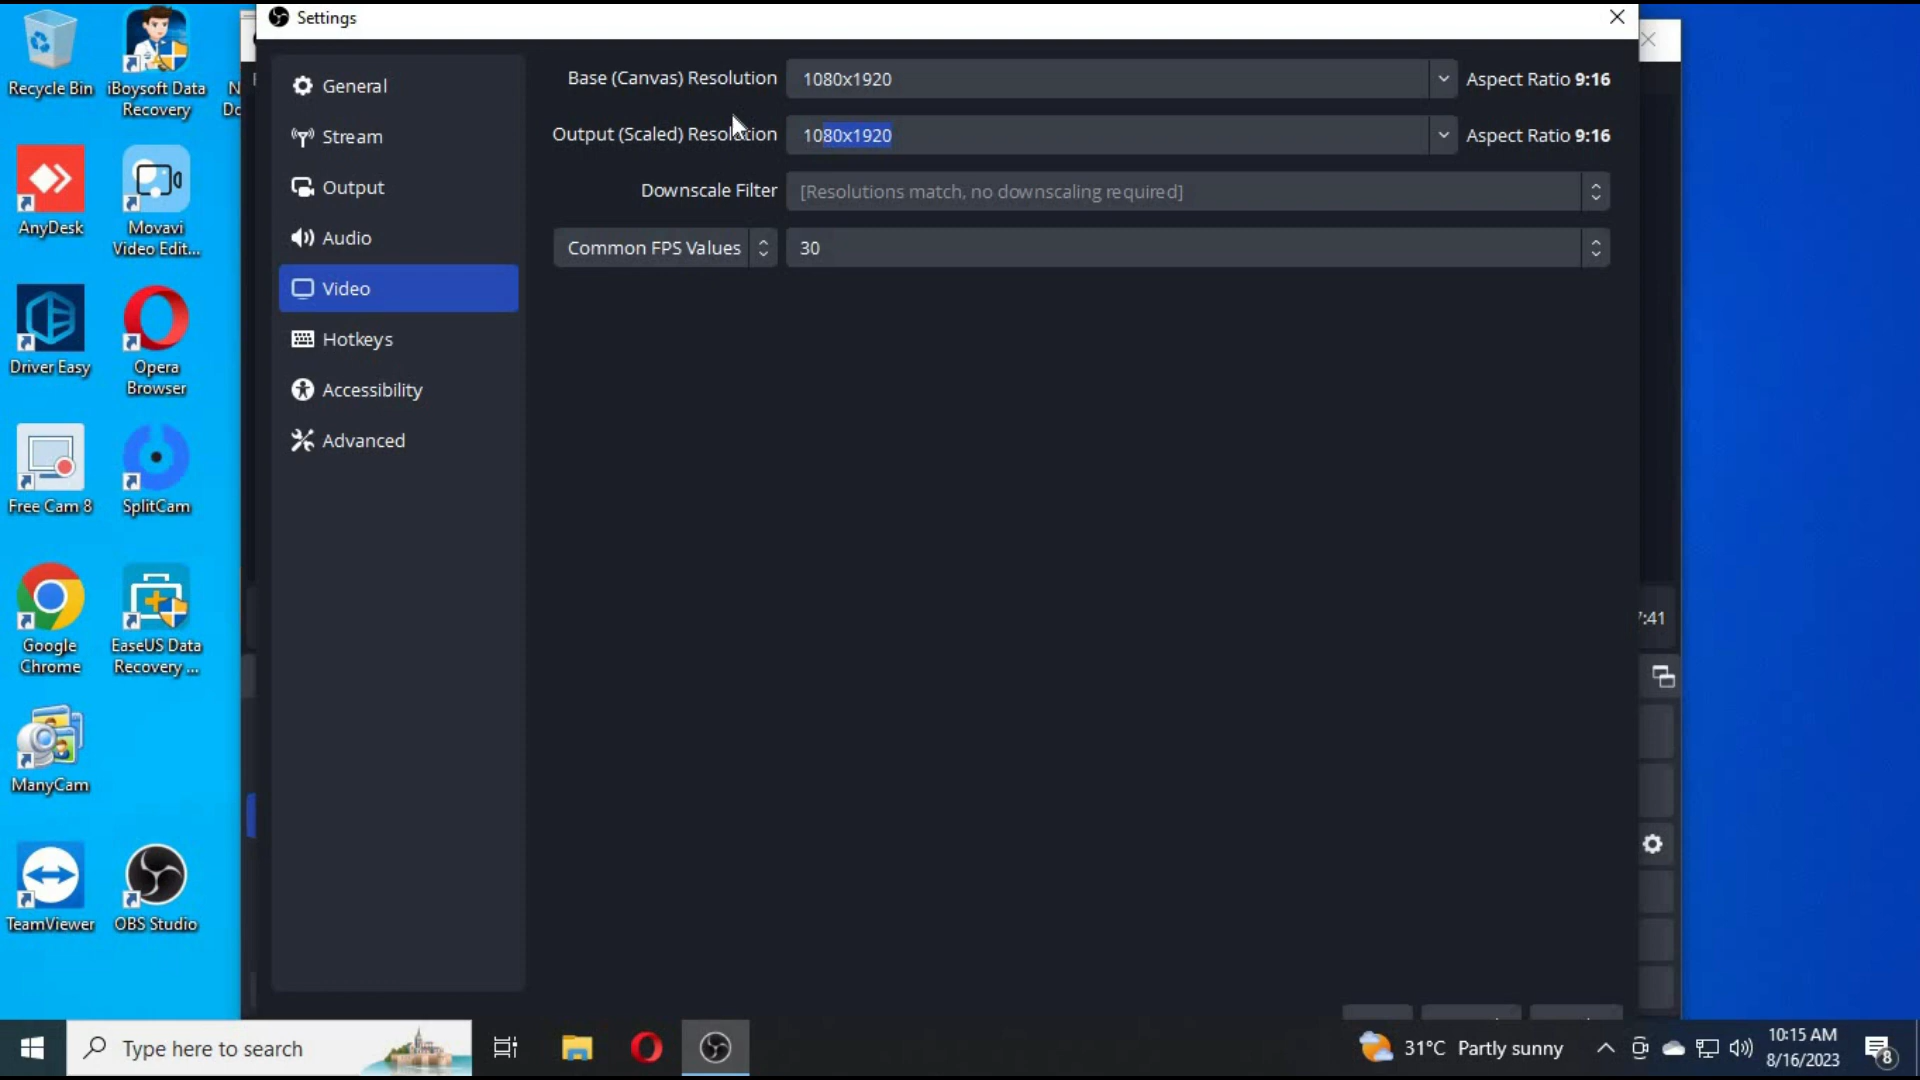 Settings
Recycle Bin
iBoysoft Data
Recovery
AnyDesk
Movavi
Video Edit...
Driver Easy
Opera
Browser
Free Cam 8
SplitCam
Google
Chrome
EaseUS Data
Recovery ...
ManyCam
TeamViewer
OBS Studio
General
Stream
Output
Audio
Video
Hotkeys
Accessibility
Advanced
Base (Canvas) Resolution 1080x1920 Aspect Ratio 9:16
Output (Scaled) Resolution 1080x1920 Aspect Ratio 9:16
Downscale Filter [Resolutions match, no downscaling required]
Common FPS Values 30
7:41
Type here to search
31°C Partly sunny
10:15 AM
8/16/2023
8